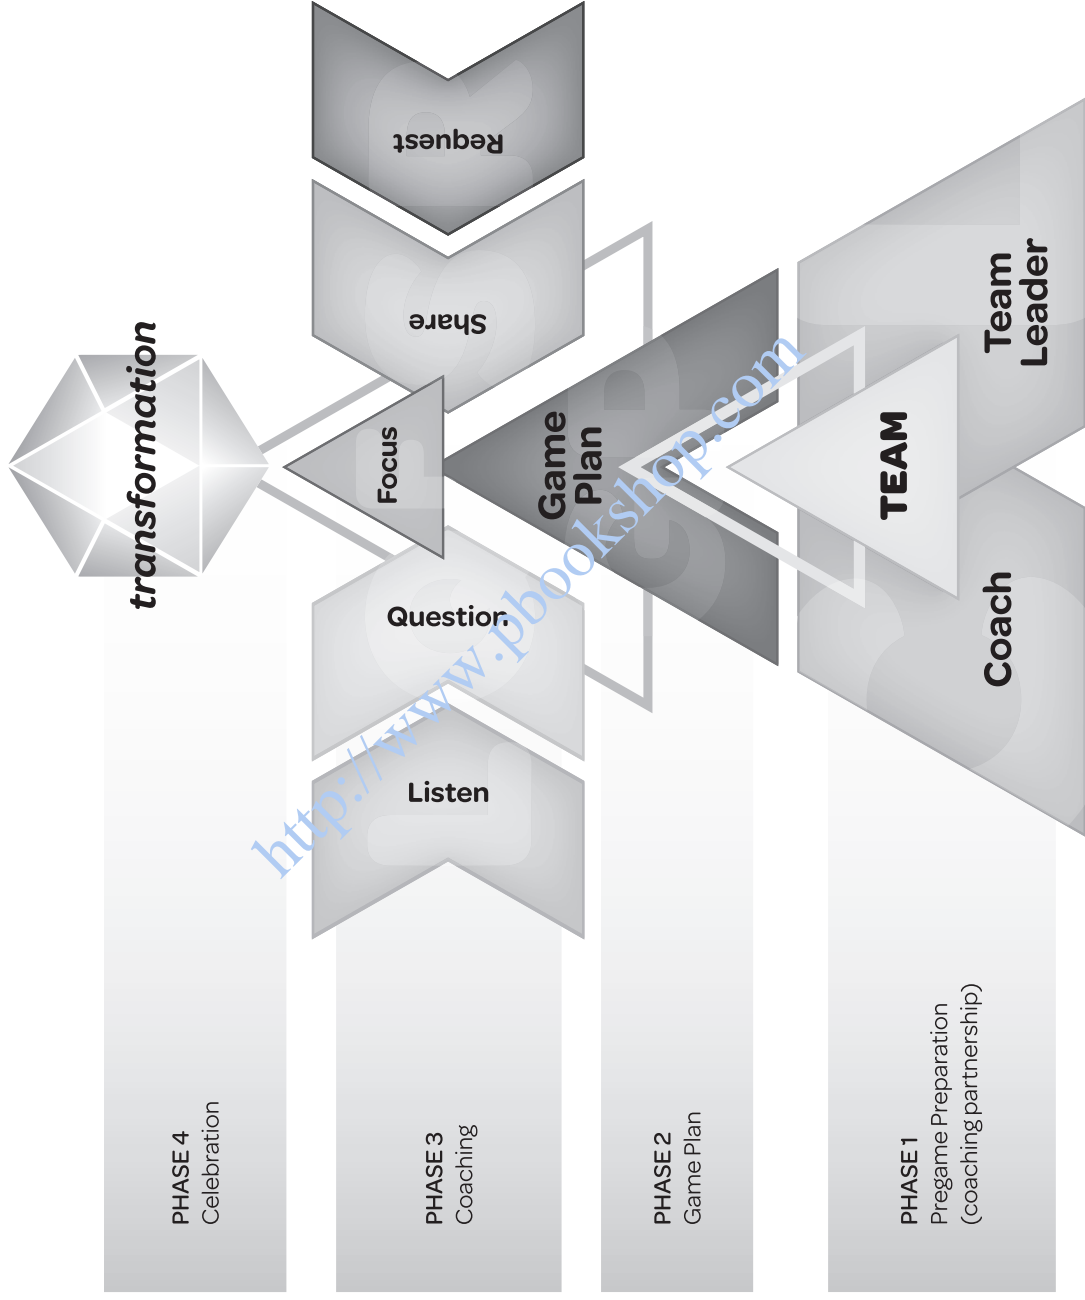 transformation
Request
Share
Focus
Question
Listen
Game
Plan
TEAM
Team
Leader
Coach
PHASE 4
Celebration
PHASE 3
Coaching
PHASE 2
Game Plan
PHASE 1
Pregame Preparation
(coaching partnership)
http://www.pbookshop.com